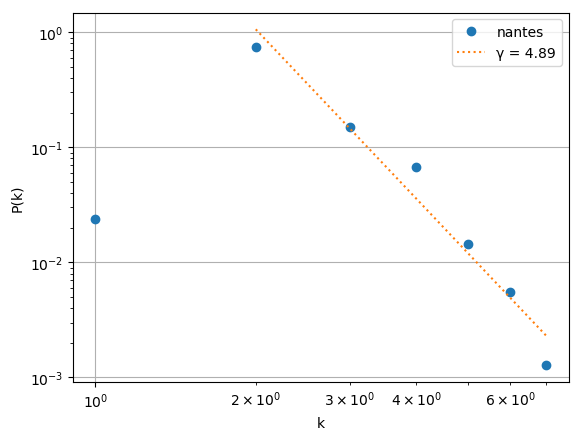 nantes
γ = 4.89
10⁰
10⁻¹
10⁻²
10⁻³
P(k)
10⁰
2 × 10⁰
3 × 10⁰
4 × 10⁰
6 × 10⁰
k